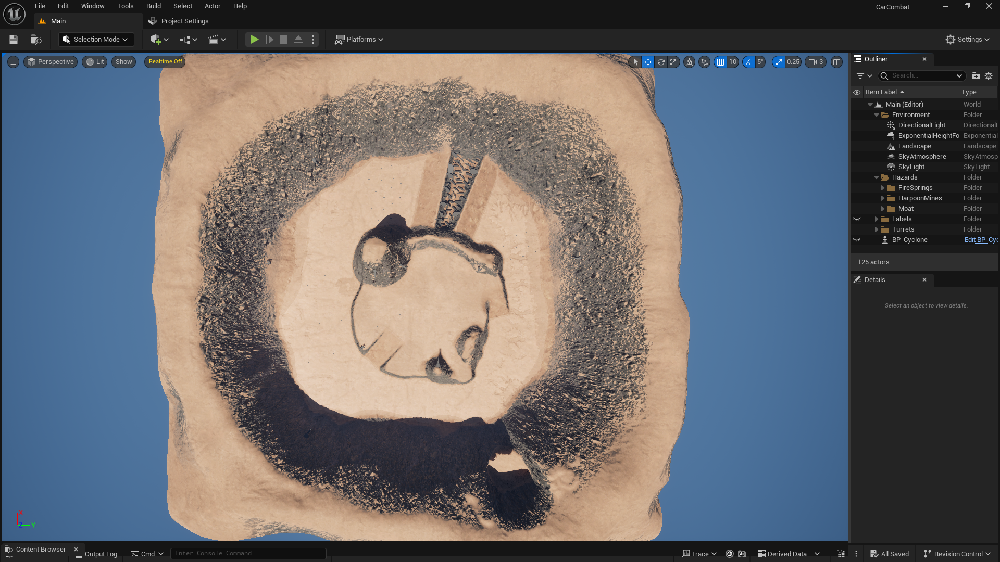 File Edit Window Tools Build Select Actor Help
CarCombat
Main
Project Settings
Selection Mode
Platforms
Settings
Perspective
Lit
Show
Realtime Off
10
5°
0.25
3
Outliner
Search...
Item Label Type
Main (Editor) World
Environment Folder
DirectionalLight DirectionalL
ExponentialHeightFo Exponential
Landscape Landscape
SkyAtmosphere SkyAtmosp
SkyLight SkyLight
Hazards Folder
FireSprings Folder
HarpoonMines Folder
Moat Folder
Labels Folder
Turrets Folder
BP_Cyclone Edit BP_Cyc
125 actors
Details
Select an object to view details.
X
Z Y
Content Browser
Output Log
Cmd
Enter Console Command
Trace
Derived Data
All Saved
Revision Control